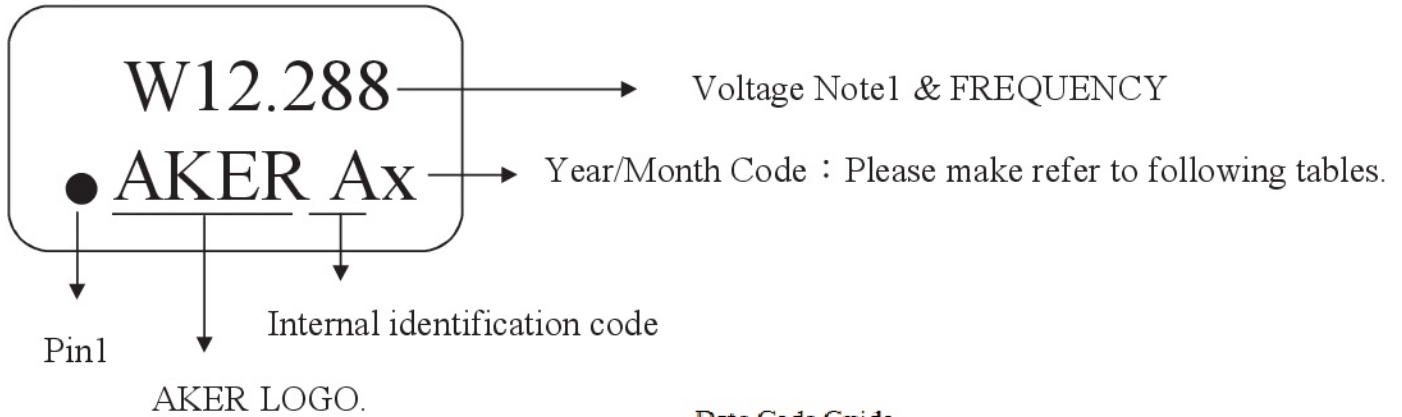 W12.288
Voltage Note1 & FREQUENCY
AKER Ax
Year/Month Code：Please make refer to following tables.
Internal identification code
Pin1
AKER LOGO.